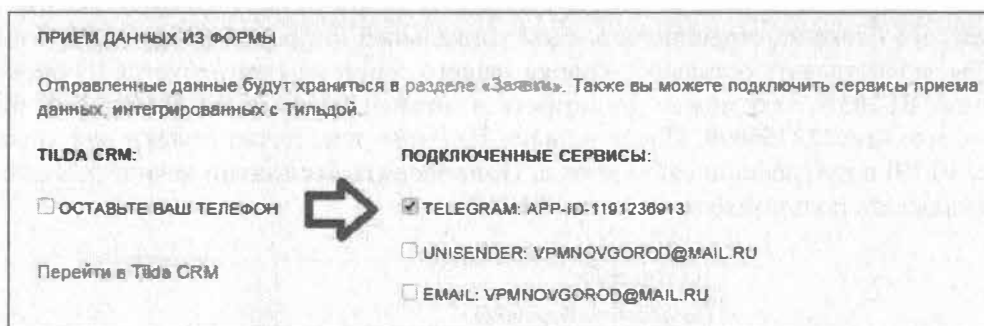 ПРИЕМ ДАННЫХ ИЗ ФОРМЫ
Отправленные данные будут храниться в разделе «Заявки». Также вы можете подключить сервисы приема
данных, интегрированных с Тильдой.
TILDA CRM:
ОСТАВЬТЕ ВАШ ТЕЛЕФОН
Перейти в Tilda CRM
ПОДКЛЮЧЕННЫЕ СЕРВИСЫ:
TELEGRAM: APP-ID-1191236913
UNISENDER: VPMNOVGOROD@MAIL.RU
EMAIL: VPMNOVGOROD@MAIL.RU